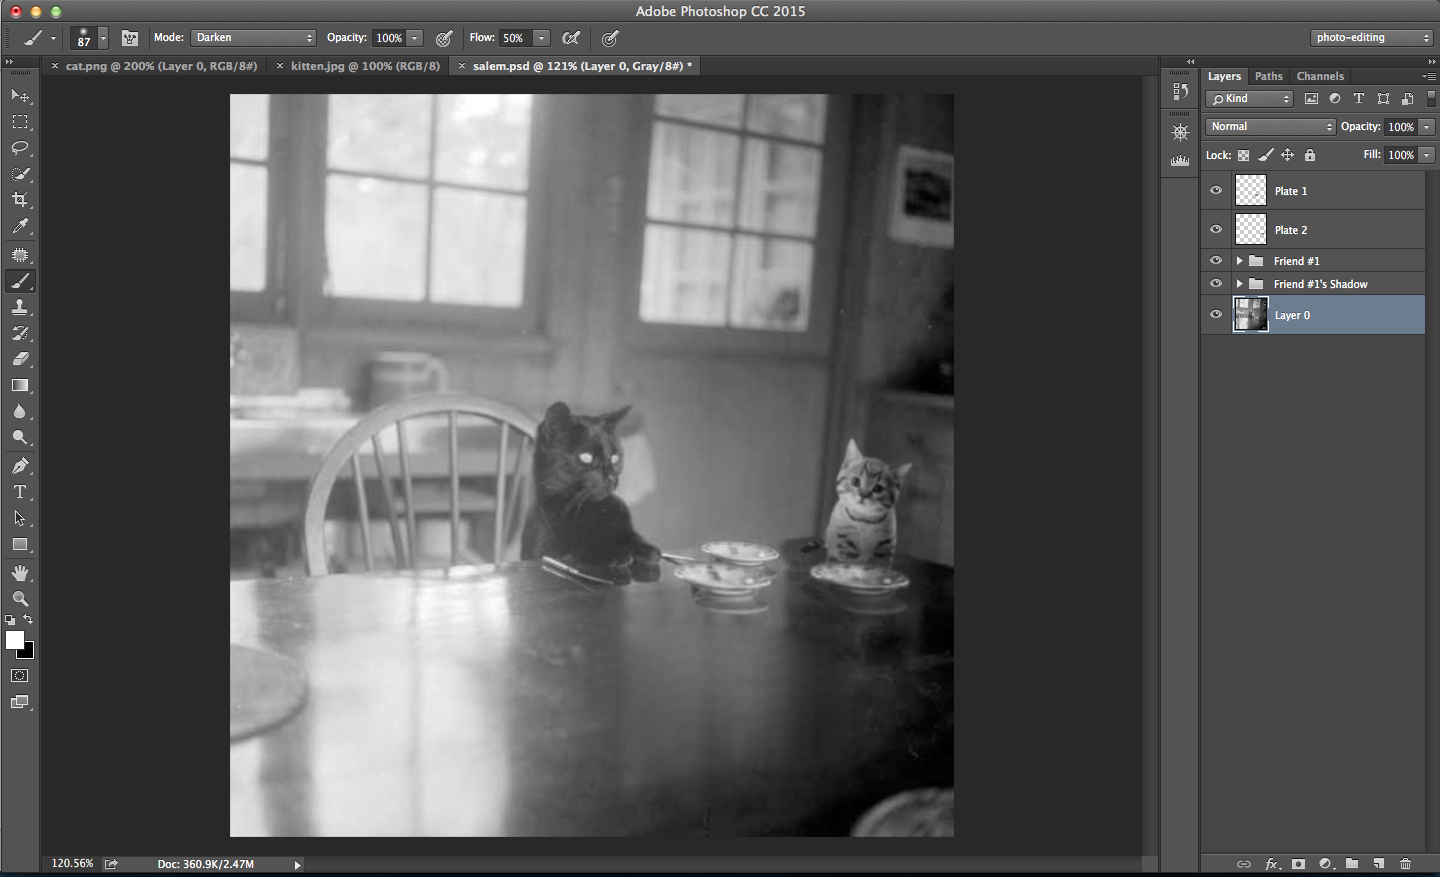 Adobe Photoshop CC 2015
87
Mode: Darken
Opacity: 100%
Flow: 50%
photo-editing
× cat.png @ 200% (Layer 0, RGB/8#)
× kitten.jpg @ 100% (RGB/8)
× salem.psd @ 121% (Layer 0, Gray/8#) *
Layers Paths Channels
Kind
Normal
Opacity: 100%
Lock:
Fill: 100%
Plate 1
Plate 2
Friend #1
Friend #1's Shadow
Layer 0
120.56%
Doc: 360.9K/2.47M